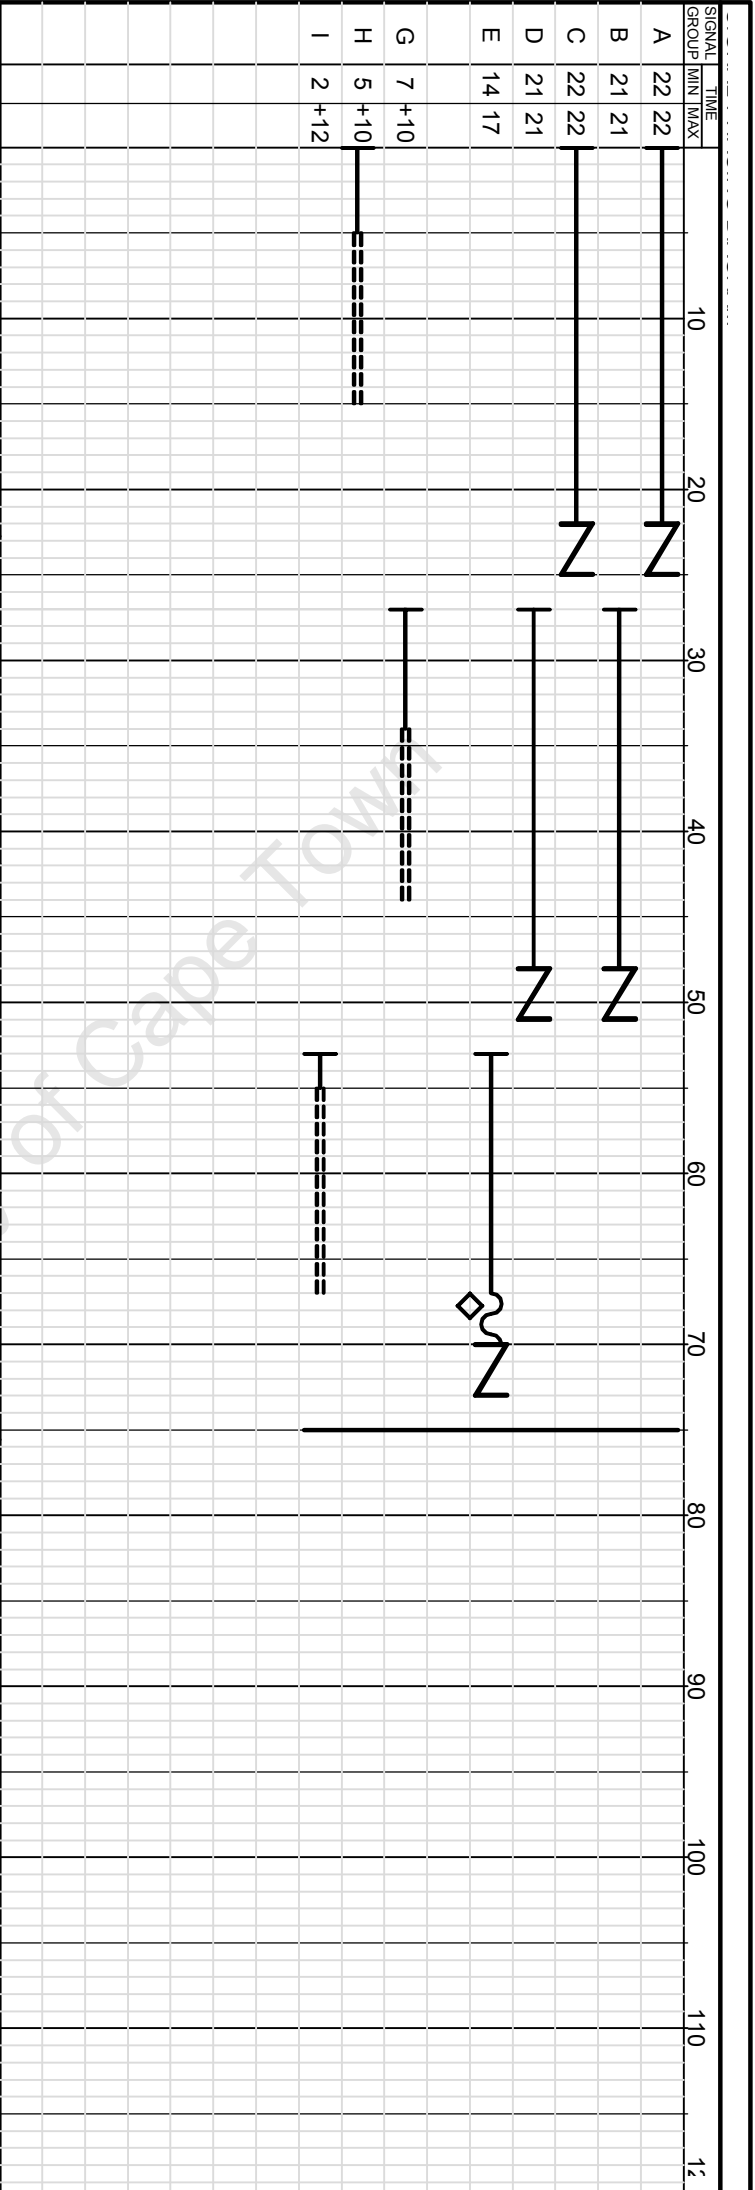 SIGNAL GROUP TIME MIN MAX 10 20 30 40 50 60 70 80 90 100 110
A 22 22
B 21 21
C 22 22
D 21 21
E 14 17
G 7 +10
H 5 +10
I 2 +12
of Cape Town